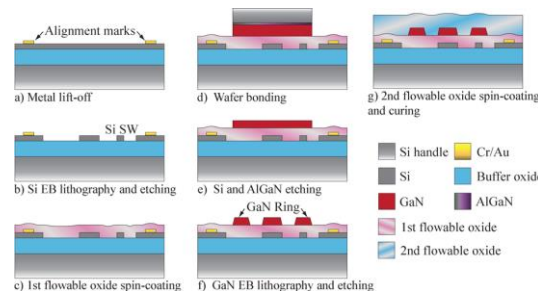 Alignment marks
a) Metal lift-off
Si SW
b) Si EB lithography and etching
c) 1st flowable oxide spin-coating
d) Wafer bonding
e) Si and AlGaN etching
GaN Ring
f) GaN EB lithography and etching
g) 2nd flowable oxide spin-coating
and curing
Si handle
Cr/Au
Si
Buffer oxide
GaN
AlGaN
1st flowable oxide
2nd flowable oxide